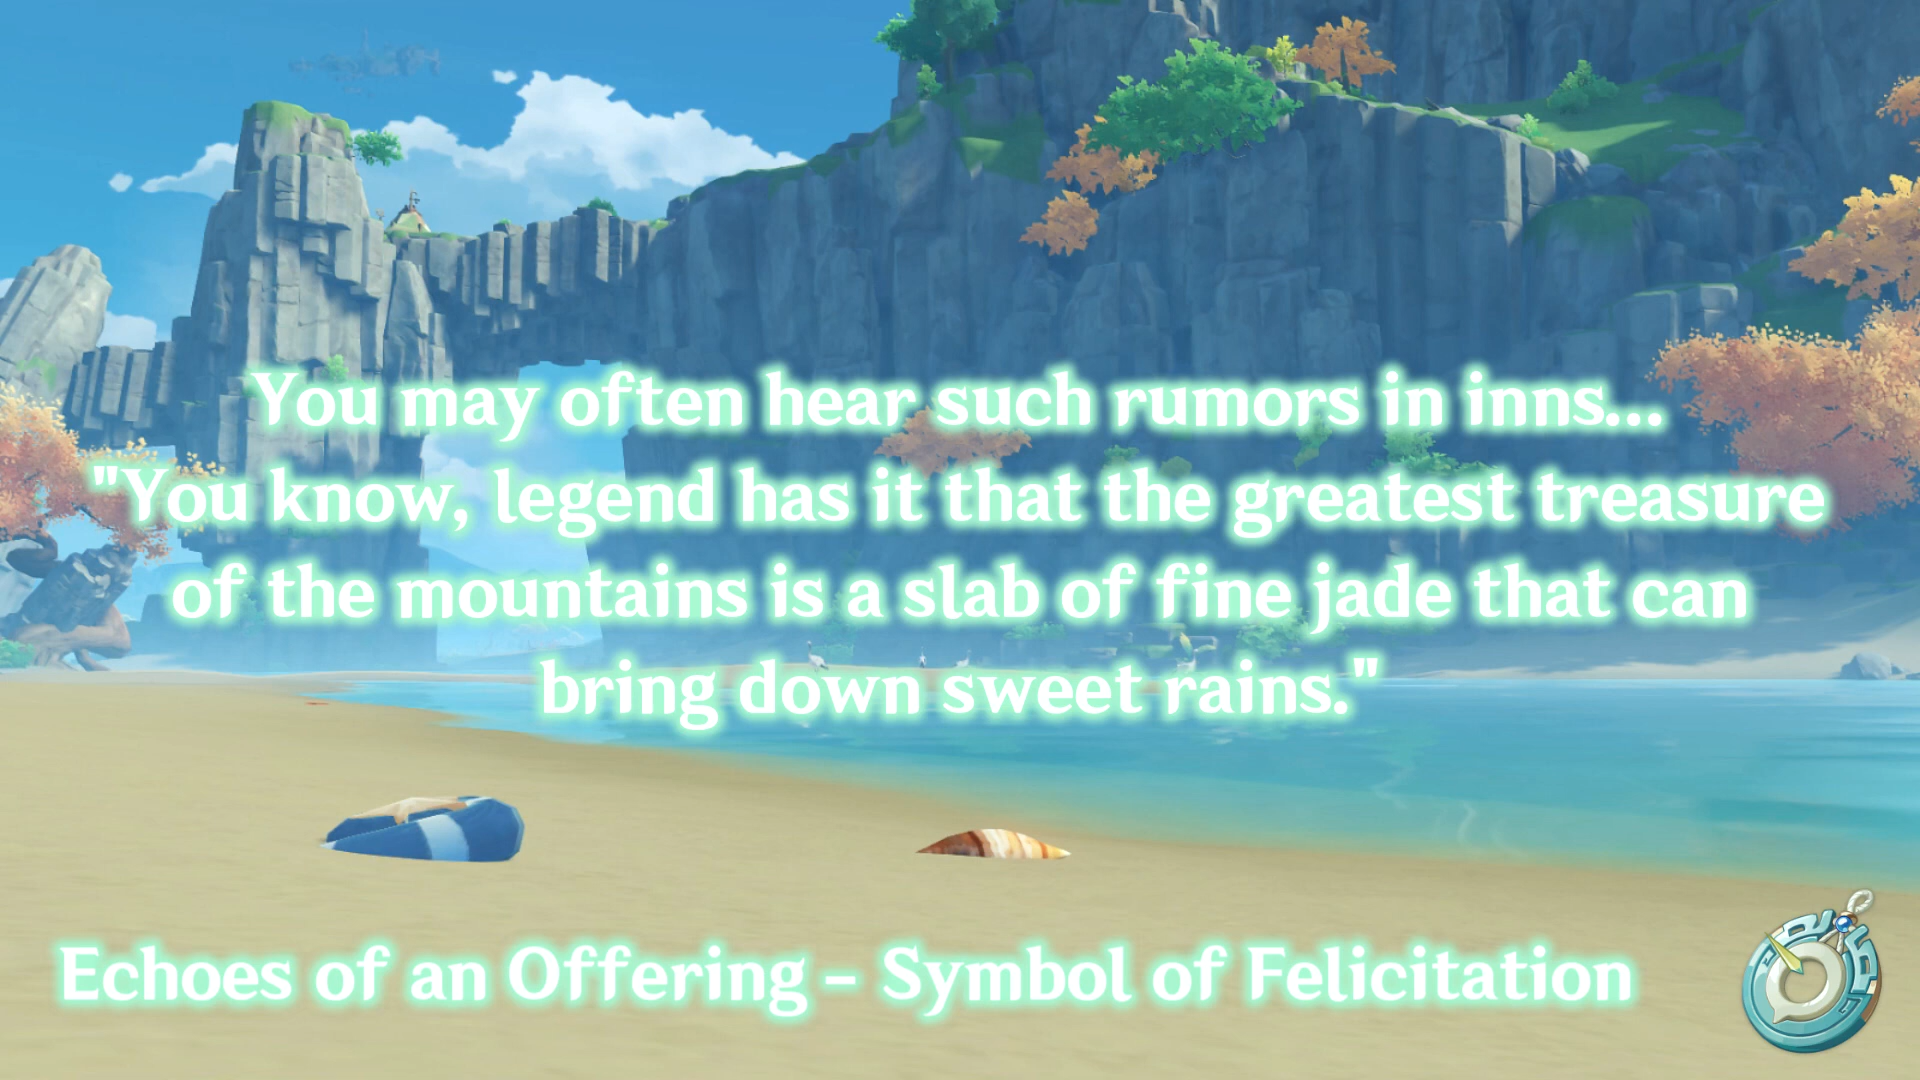 You may often hear such rumors in inns...
"You know, legend has it that the greatest treasure
of the mountains is a slab of fine jade that can
bring down sweet rains."
Echoes of an Offering – Symbol of Felicitation